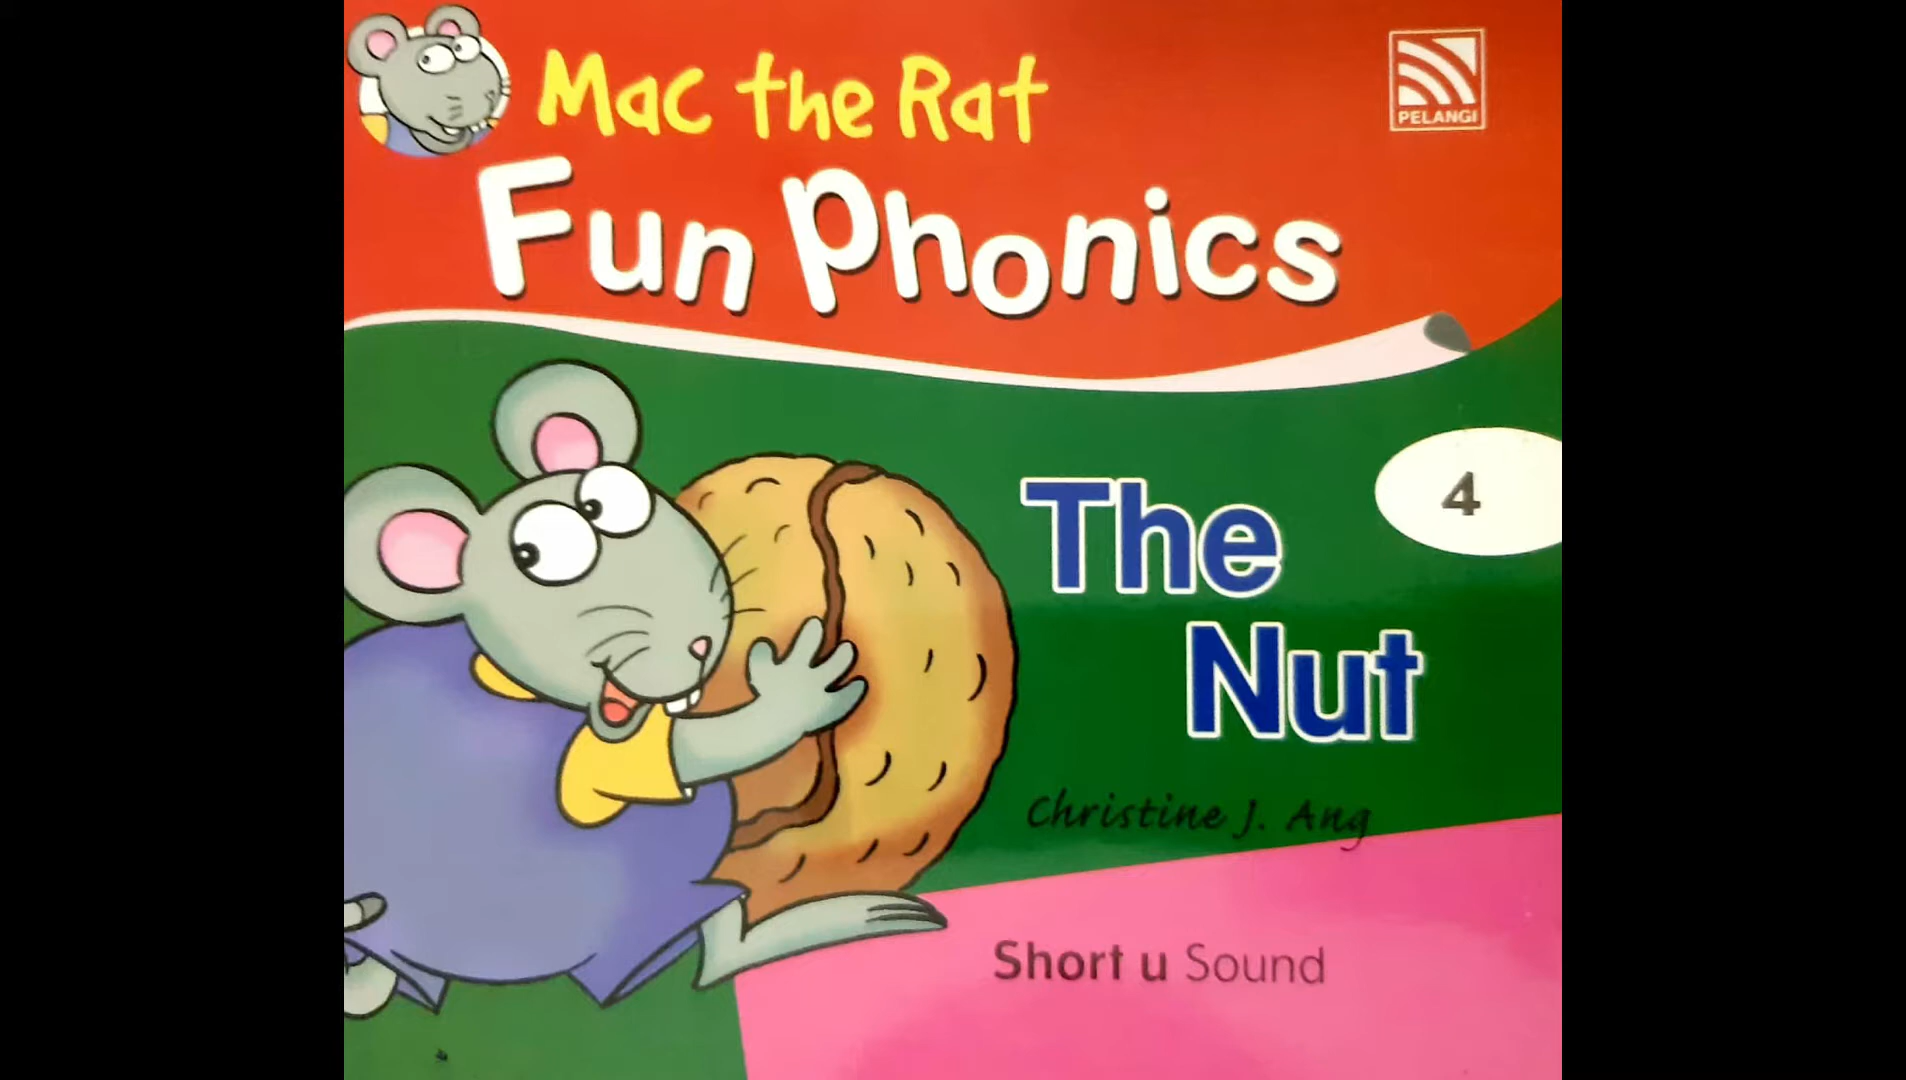 Mac the Rat
PELANGI
Fun Phonics
4
The
Nut
Christine J. Ang
Short u Sound